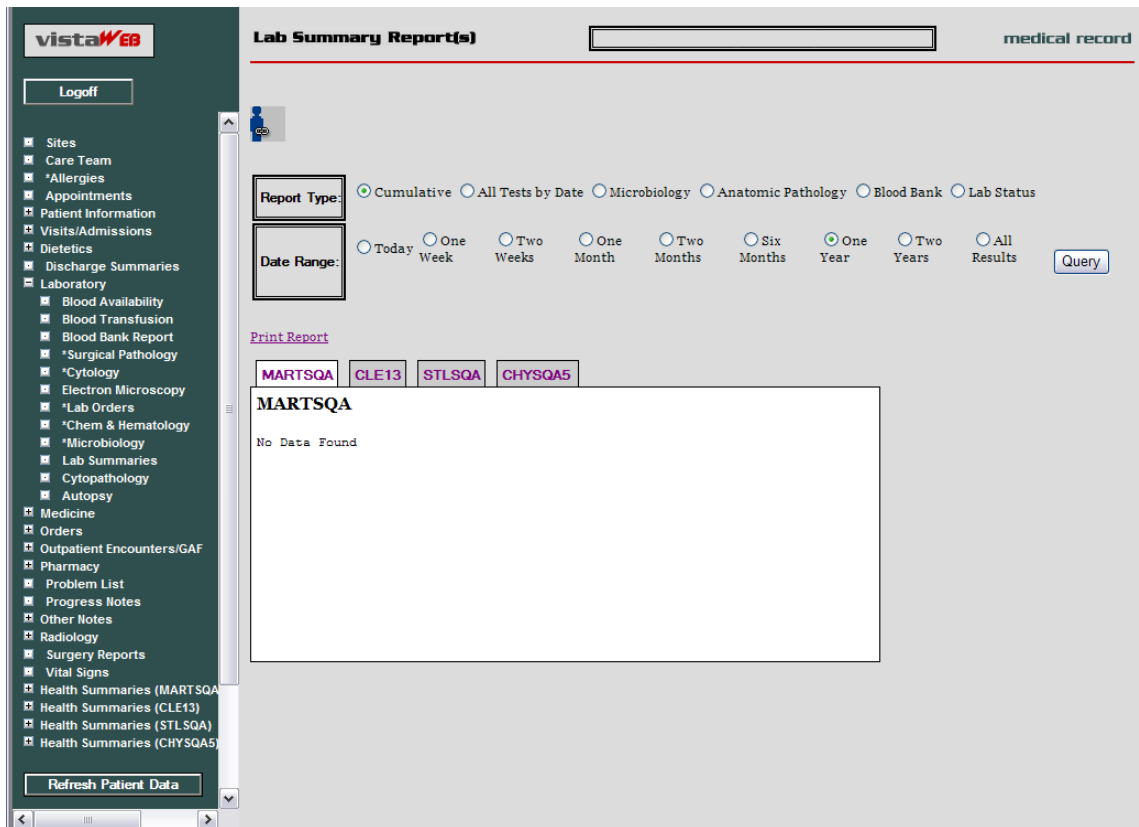 vistaWEB
Logoff
Sites
Care Team
*Allergies
Appointments
Patient Information
Visits/Admissions
Dietetics
Discharge Summaries
Laboratory
Blood Availability
Blood Transfusion
Blood Bank Report
*Surgical Pathology
*Cytology
Electron Microscopy
*Lab Orders
*Chem & Hematology
*Microbiology
Lab Summaries
Cytopathology
Autopsy
Medicine
Orders
Outpatient Encounters/GAF
Pharmacy
Problem List
Progress Notes
Other Notes
Radiology
Surgery Reports
Vital Signs
Health Summaries (MARTSQA
Health Summaries (CLE13)
Health Summaries (STLSQA)
Health Summaries (CHYSQA5)
Refresh Patient Data
Lab Summary Report(s)
medical record
Report Type: Cumulative All Tests by Date Microbiology Anatomic Pathology Blood Bank Lab Status
Date Range: Today One Week Two Weeks One Month Two Months Six Months One Year Two Years All Results Query
Print Report
MARTSQA CLE13 STLSQA CHYSQA5
MARTSQA
No Data Found